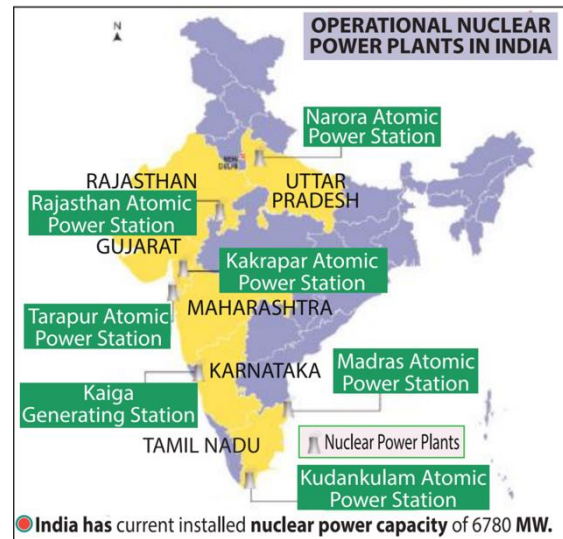 OPERATIONAL NUCLEAR
POWER PLANTS IN INDIA
N
Narora Atomic
Power Station
NEW
DELHI
RAJASTHAN
UTTAR
PRADESH
Rajasthan Atomic
Power Station
GUJARAT
Kakrapar Atomic
Power Station
MAHARASHTRA
Tarapur Atomic
Power Station
KARNATAKA
Madras Atomic
Power Station
Kaiga
Generating Station
TAMIL NADU
Nuclear Power Plants
Kudankulam Atomic
Power Station
India has current installed nuclear power capacity of 6780 MW.